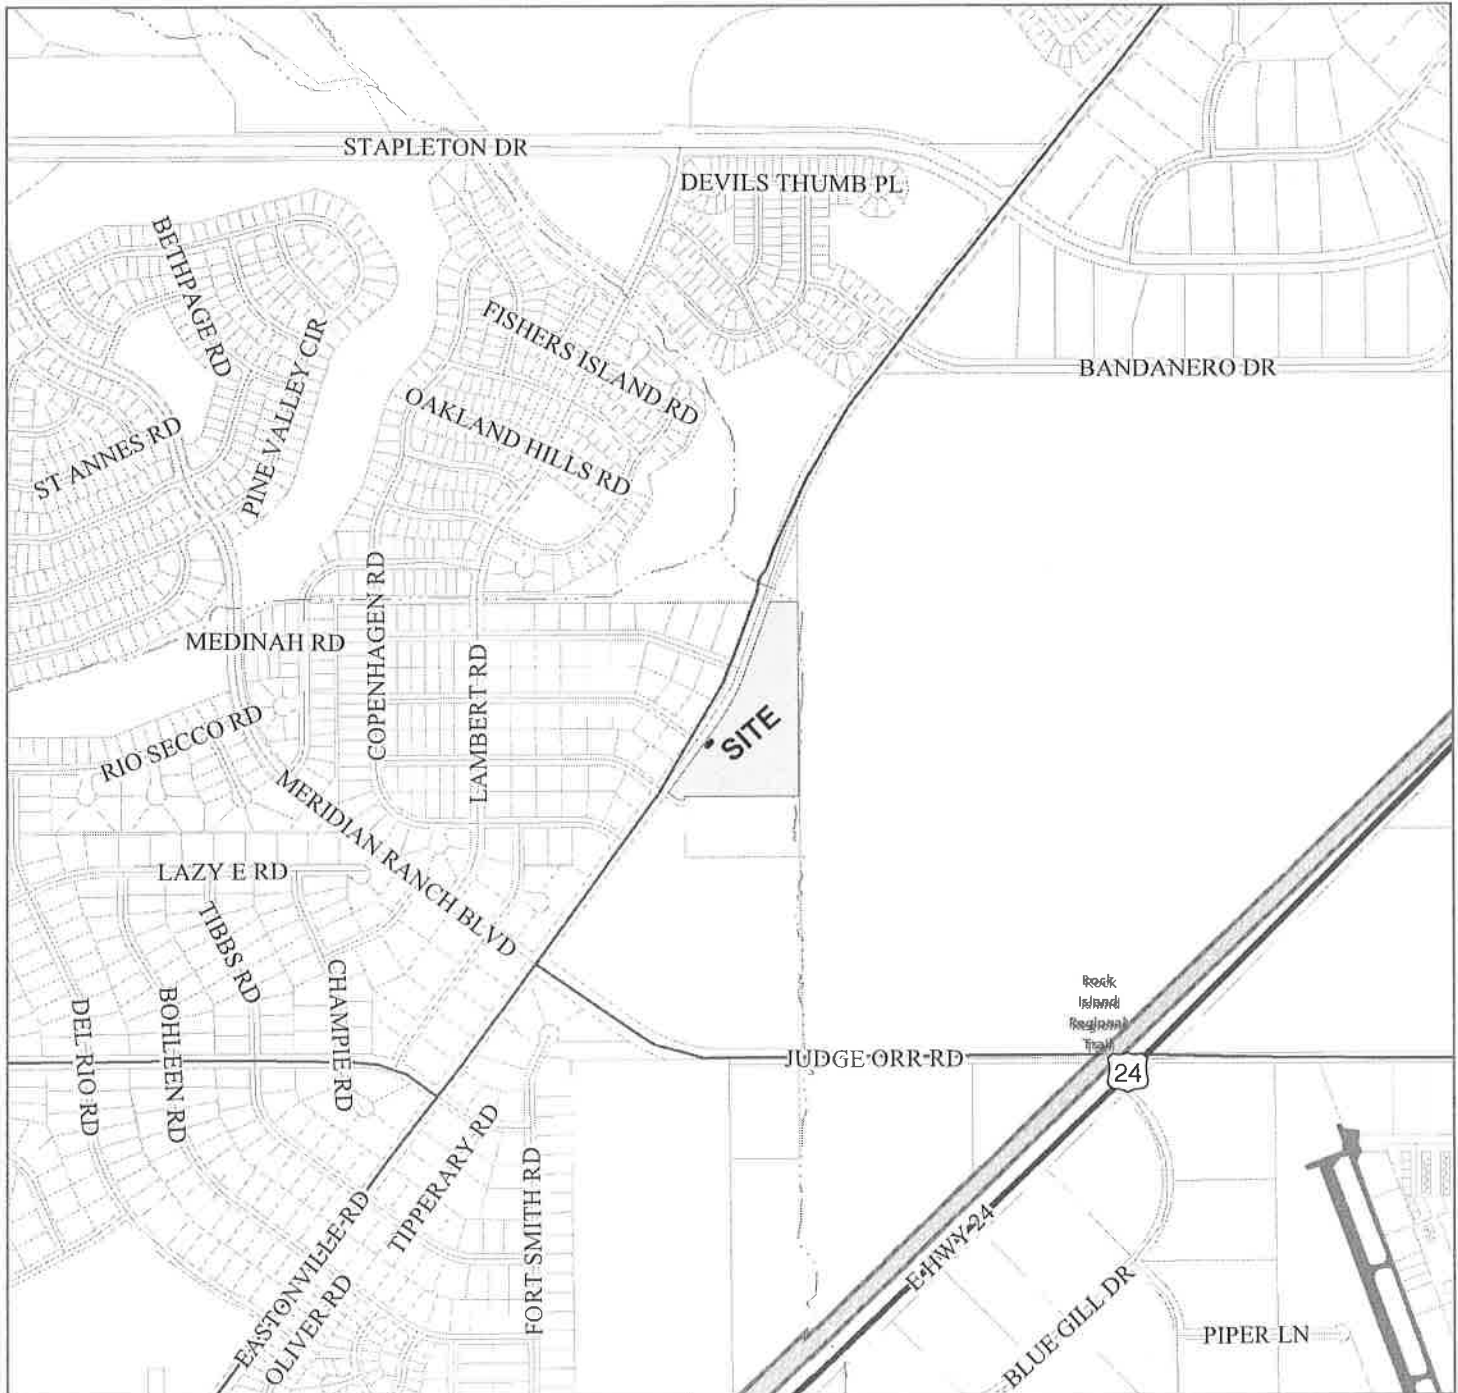 STAPLETON DR
DEVILS THUMB PL
BETHPAGE RD
FISHERS ISLAND RD
PINE VALLEY CIR
BANDANERO DR
OAKLAND HILLS RD
ST ANNES RD
COPENHAGEN RD
MEDINAH RD
LAMBERT RD
SITE
RIO SECCO RD
MERIDIAN RANCH BLVD
LAZY E RD
TIBBS RD
CHAMPIE RD
BOHLEEN RD
DEL RIO RD
Rock
Island
Regional
Trail
JUDGE ORR RD
24
TIPPERARY RD
FORT SMITH RD
EASTONVILLE RD
OLIVER RD
E HWY 24
BLUE GILL DR
PIPER LN